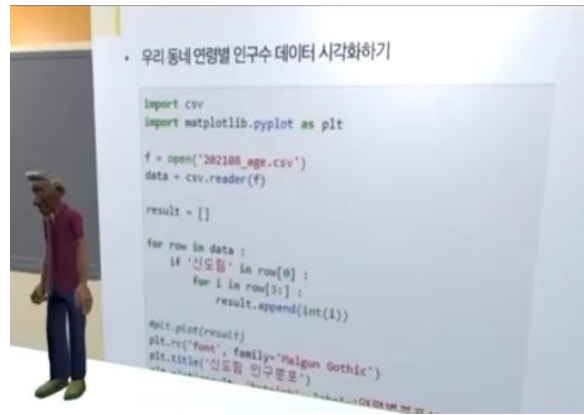 • 우리 동네 연령별 인구수 데이터 시각화하기
import csv
import matplotlib.pyplot as plt
f = open('202108_age.csv')
data = csv.reader(f)
result = []
for row in data :
if '신도림' in row[0] :
for i in row[3:] :
result.append(int(i))
#plt.plot(result)
plt.rc('font', family='Malgun Gothic')
plt.title('신도림 인구분포')